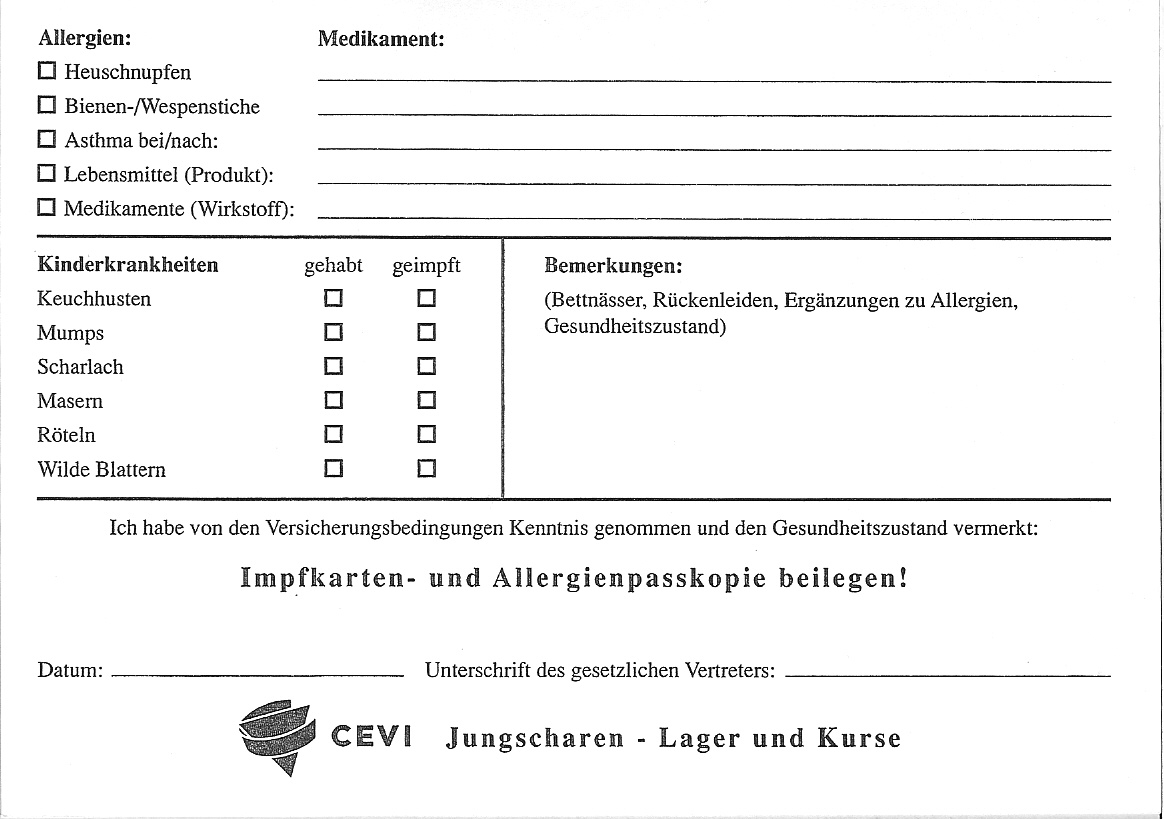 Allergien: Medikament:
☐ Heuschnupfen
☐ Bienen-/Wespenstiche
☐ Asthma bei/nach:
☐ Lebensmittel (Produkt):
☐ Medikamente (Wirkstoff):
Kinderkrankheiten gehabt geimpft
Keuchhusten ☐ ☐
Mumps ☐ ☐
Scharlach ☐ ☐
Masern ☐ ☐
Röteln ☐ ☐
Wilde Blattern ☐ ☐
Bemerkungen:
(Bettnässer, Rückenleiden, Ergänzungen zu Allergien,
Gesundheitszustand)
Ich habe von den Versicherungsbedingungen Kenntnis genommen und den Gesundheitszustand vermerkt:
Impfkarten- und Allergienpasskopie beilegen!
Datum: Unterschrift des gesetzlichen Vertreters:
CEVI Jungscharen - Lager und Kurse